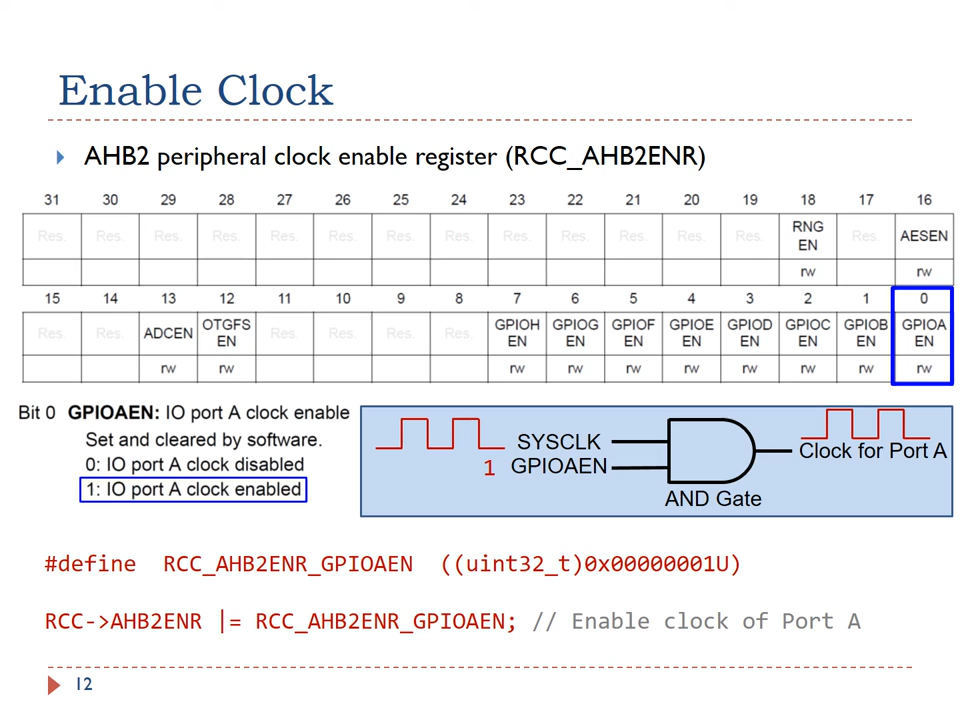 Enable Clock
AHB2 peripheral clock enable register (RCC_AHB2ENR)
31 30 29 28 27 26 25 24 23 22 21 20 19 18 17 16
Res. Res. Res. Res. Res. Res. Res. Res. Res. Res. Res. Res. Res. RNG EN Res. AESEN
rw rw
15 14 13 12 11 10 9 8 7 6 5 4 3 2 1 0
Res. Res. ADCEN OTGFS EN Res. Res. Res. Res. GPIOH EN GPIOG EN GPIOF EN GPIOE EN GPIOD EN GPIOC EN GPIOB EN GPIOA EN
rw rw rw rw rw rw rw rw rw rw
Bit 0 GPIOAEN: IO port A clock enable
Set and cleared by software.
0: IO port A clock disabled
1: IO port A clock enabled
SYSCLK
1 GPIOAEN
Clock for Port A
AND Gate
#define RCC_AHB2ENR_GPIOAEN ((uint32_t)0x00000001U)
RCC->AHB2ENR |= RCC_AHB2ENR_GPIOAEN; // Enable clock of Port A
12